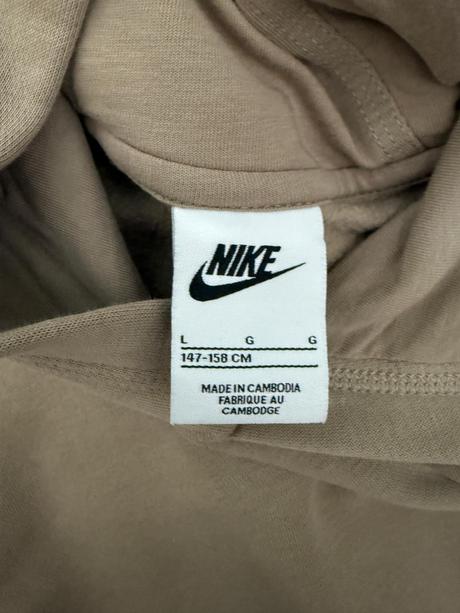 NIKE
L G G
147-158 CM
MADE IN CAMBODIA
FABRIQUE AU
CAMBODGE